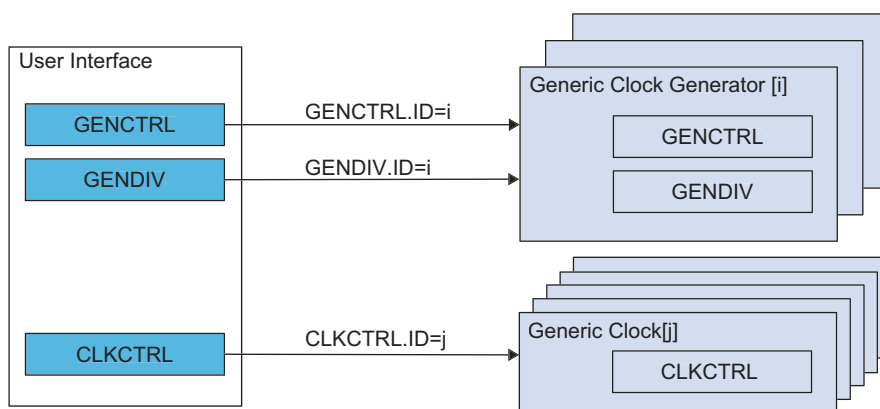 User Interface
GENCTRL
GENDIV
CLKCTRL
GENCTRL.ID=i
GENDIV.ID=i
CLKCTRL.ID=j
Generic Clock Generator [i]
GENCTRL
GENDIV
Generic Clock[j]
CLKCTRL